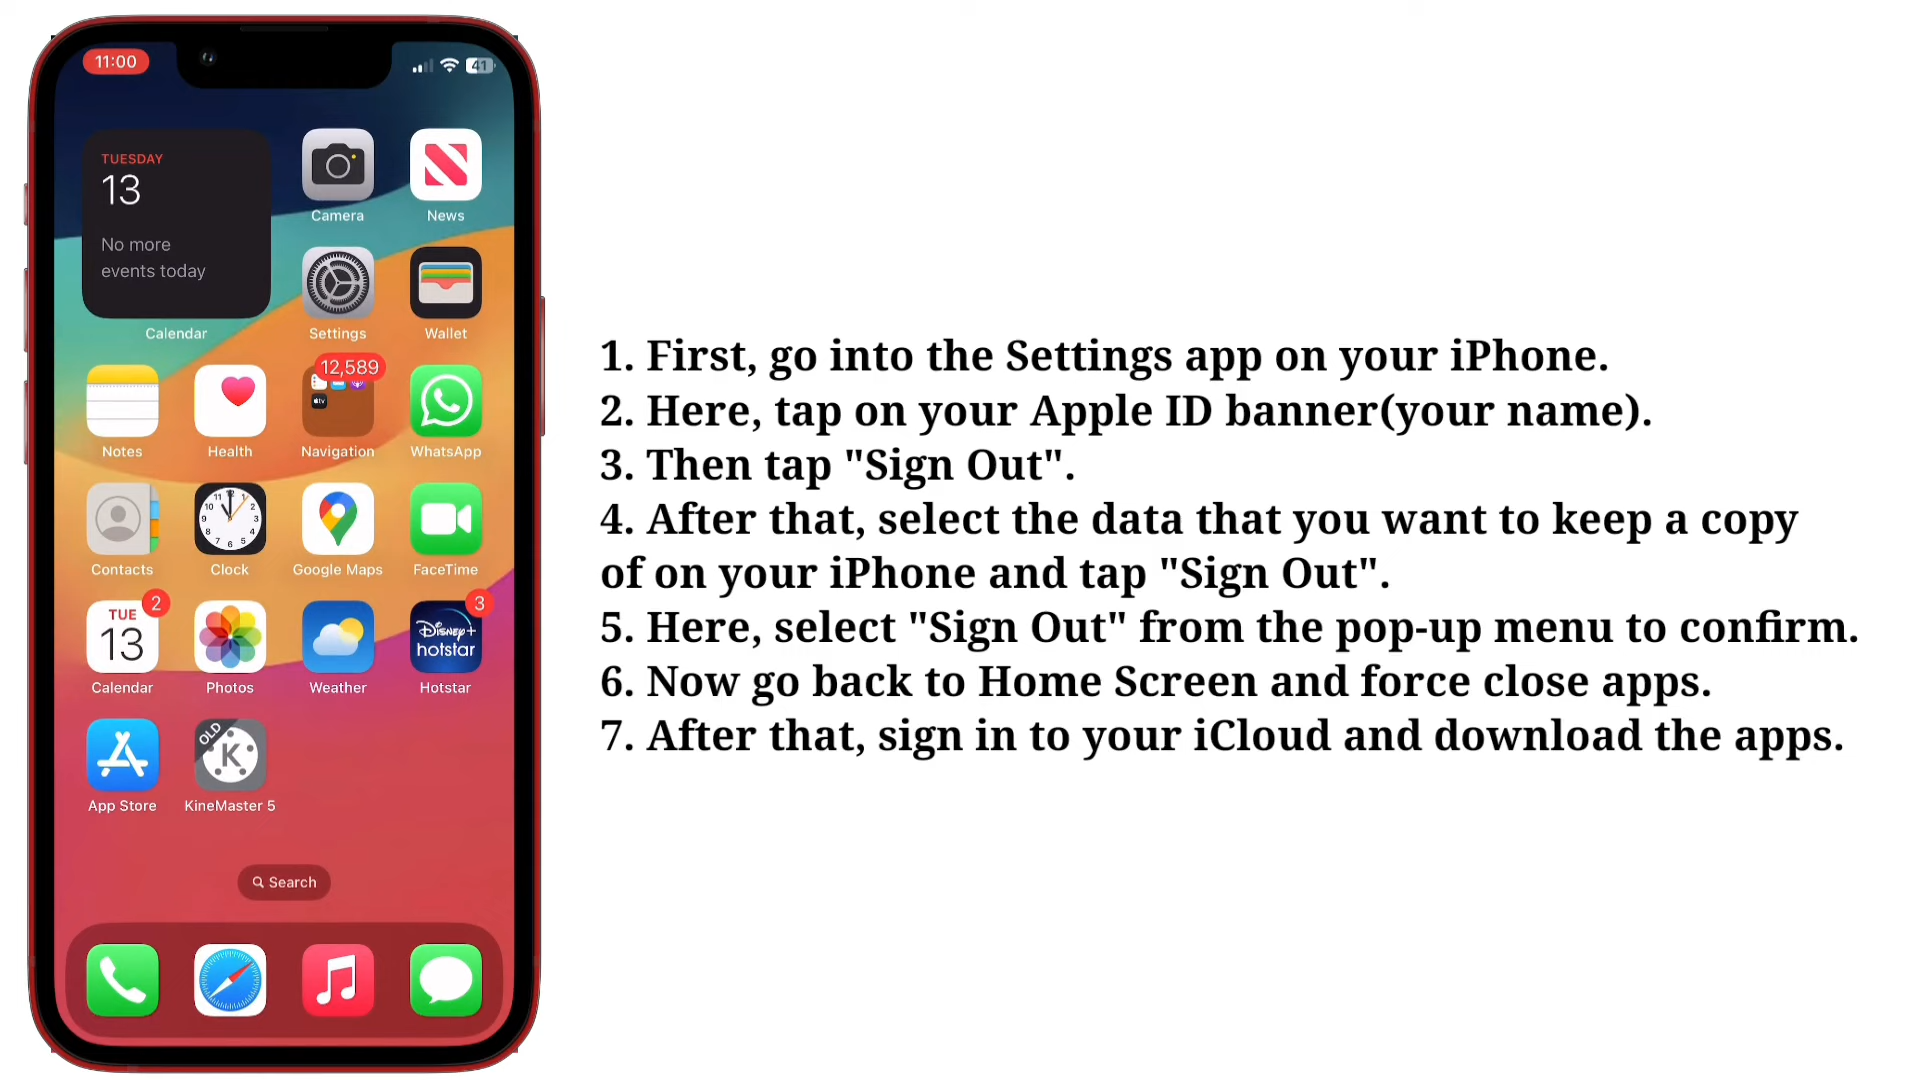 11:00
41
TUESDAY
13
No more
events today
Calendar
Camera
News
Settings
Wallet
12,589
Notes
Health
Navigation
WhatsApp
Contacts
Clock
Google Maps
FaceTime
TUE
13
2
Disney+
hotstar
3
Calendar
Photos
Weather
Hotstar
OLD
K
App Store
KineMaster 5
Search
1. First, go into the Settings app on your iPhone.
2. Here, tap on your Apple ID banner(your name).
3. Then tap "Sign Out".
4. After that, select the data that you want to keep a copy
of on your iPhone and tap "Sign Out".
5. Here, select "Sign Out" from the pop-up menu to confirm.
6. Now go back to Home Screen and force close apps.
7. After that, sign in to your iCloud and download the apps.